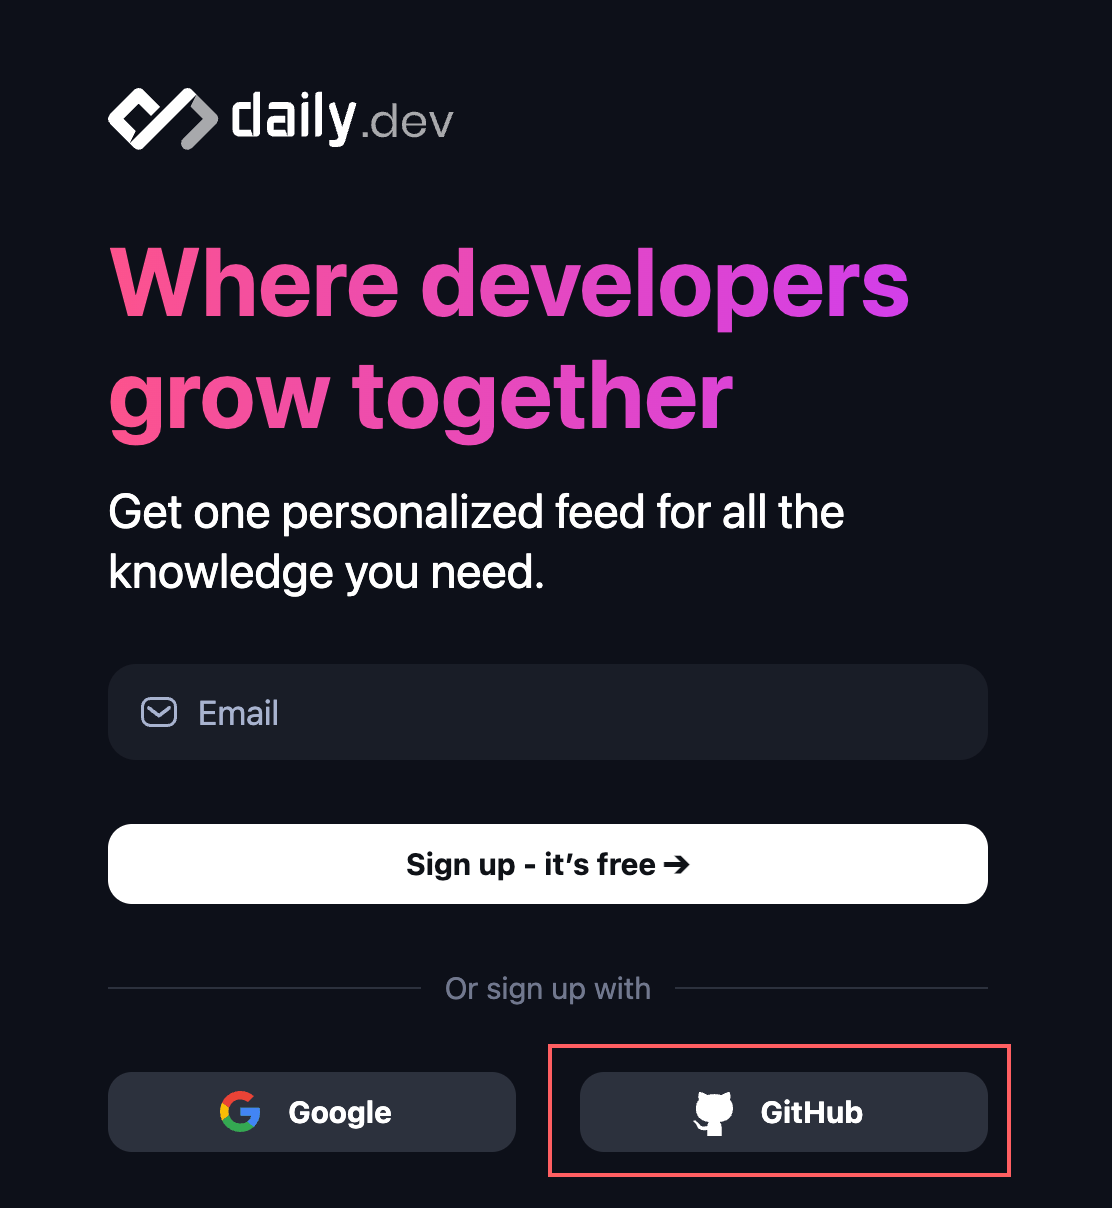 daily.dev
Where developers
grow together
Get one personalized feed for all the
knowledge you need.
Email
Sign up - it’s free ➔
Or sign up with
Google
GitHub